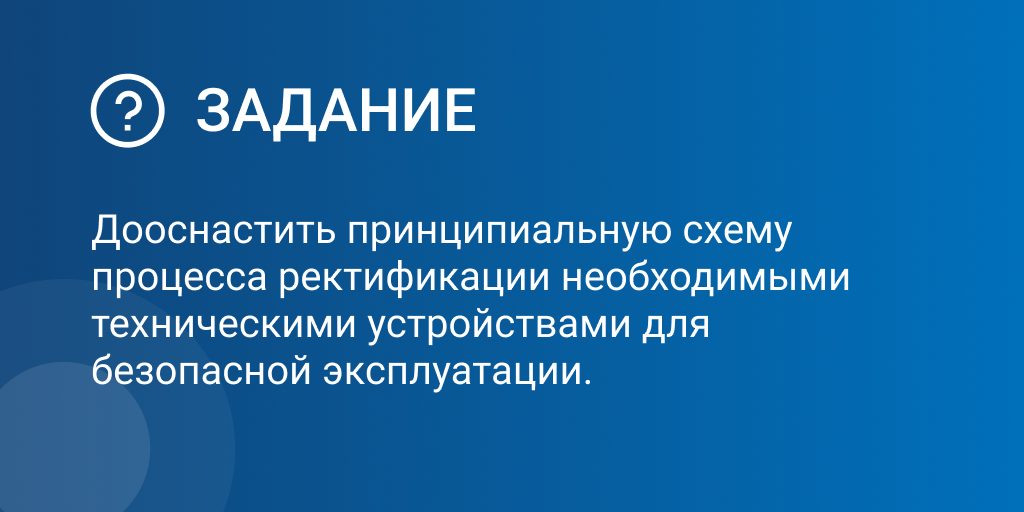 ? ЗАДАНИЕ
Дооснастить принципиальную схему
процесса ректификации необходимыми
техническими устройствами для
безопасной эксплуатации.